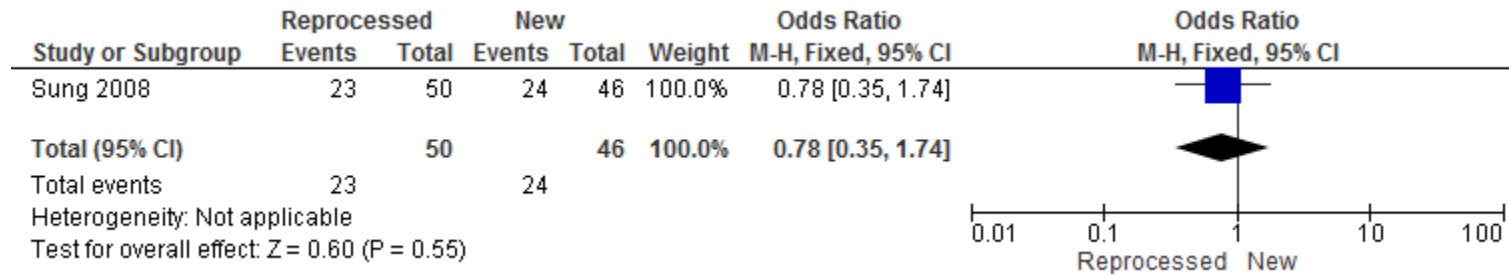 Reprocessed New Odds Ratio Odds Ratio
Study or Subgroup Events Total Events Total Weight M-H, Fixed, 95% CI M-H, Fixed, 95% CI
Sung 2008 23 50 24 46 100.0% 0.78 [0.35, 1.74]
Total (95% CI) 50 46 100.0% 0.78 [0.35, 1.74]
Total events 23 24
Heterogeneity: Not applicable
Test for overall effect: Z = 0.60 (P = 0.55)
0.01 0.1 1 10 100
Reprocessed New